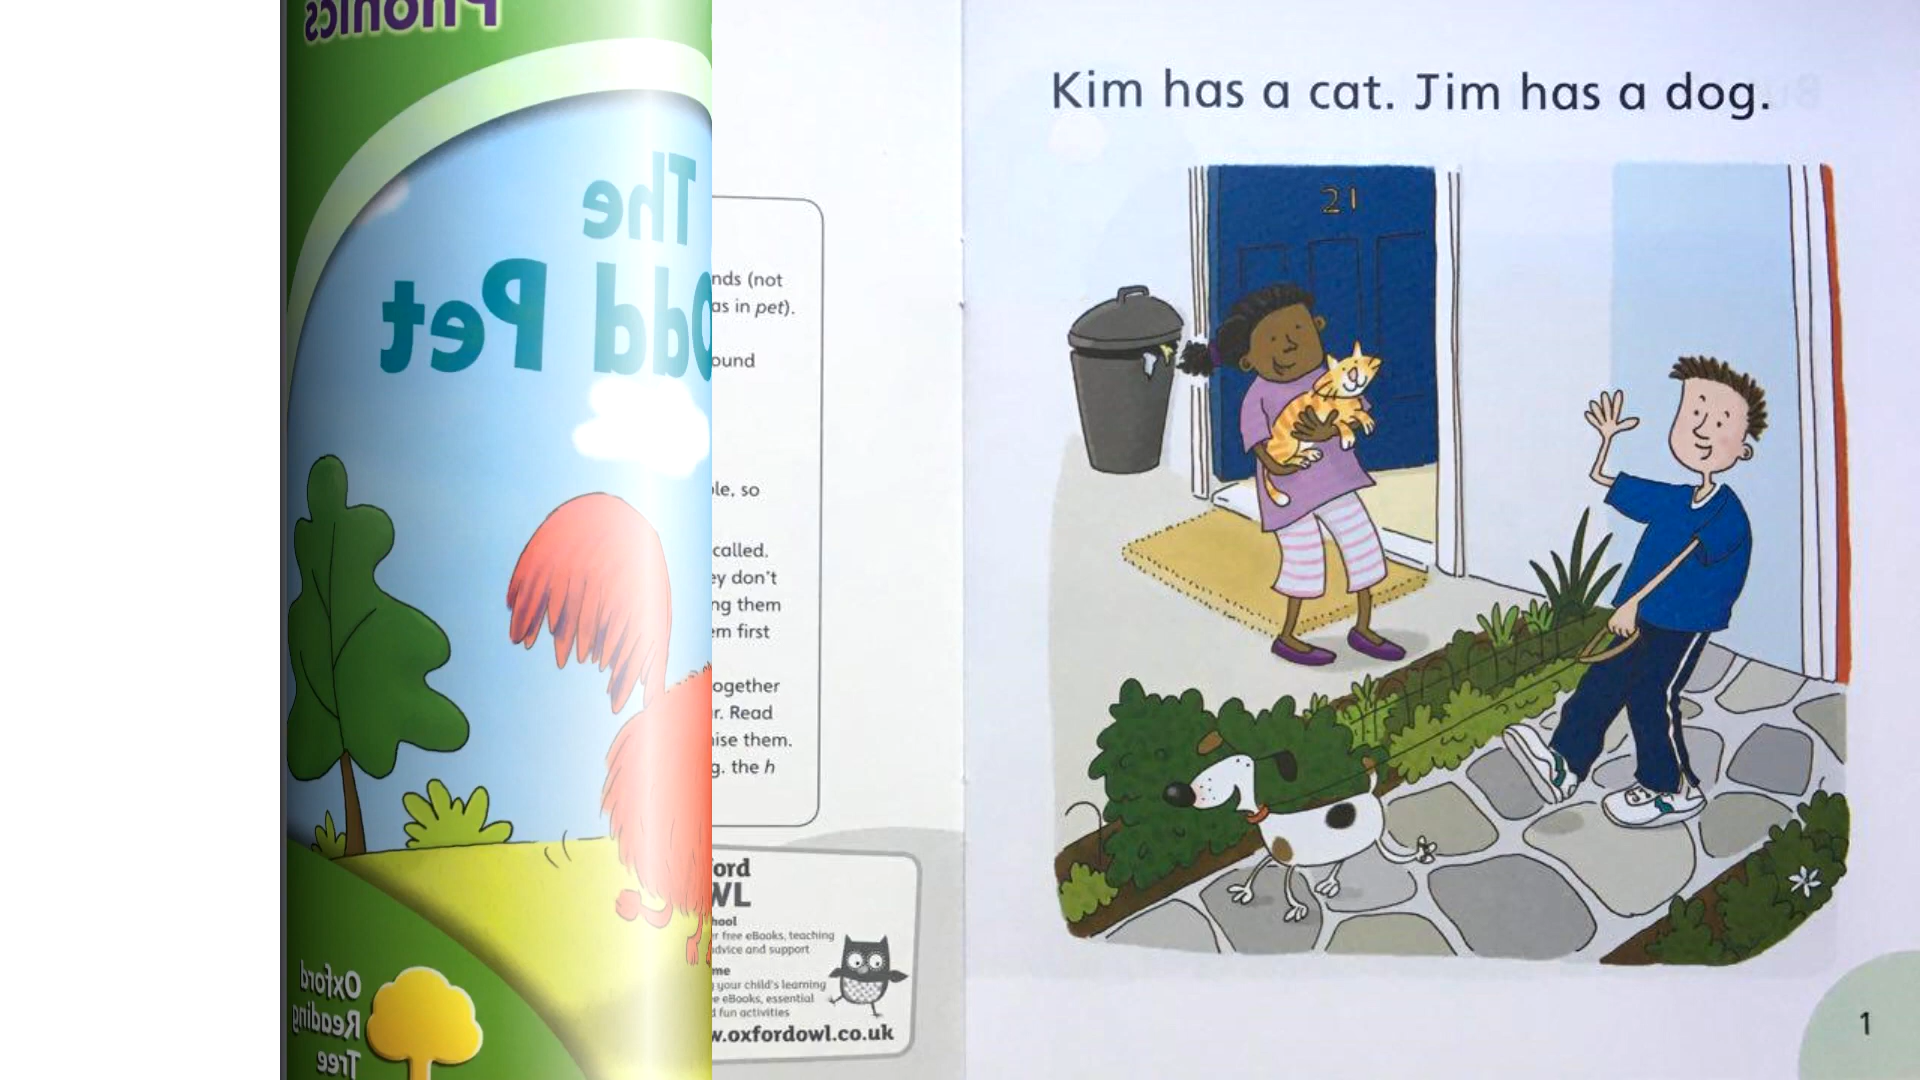 Phonics
The
Odd Pet
Oxford
Reading
Tree
nds (not
as in pet).
ound
le, so
called.
ey don't
ng them
em first
ogether
r. Read
ise them.
g. the h
ford
WL
hool
r free eBooks, teaching
dvice and support
me
your child's learning
e eBooks, essential
d fun activities
w.oxfordowl.co.uk
Kim has a cat. Jim has a dog.
21
1